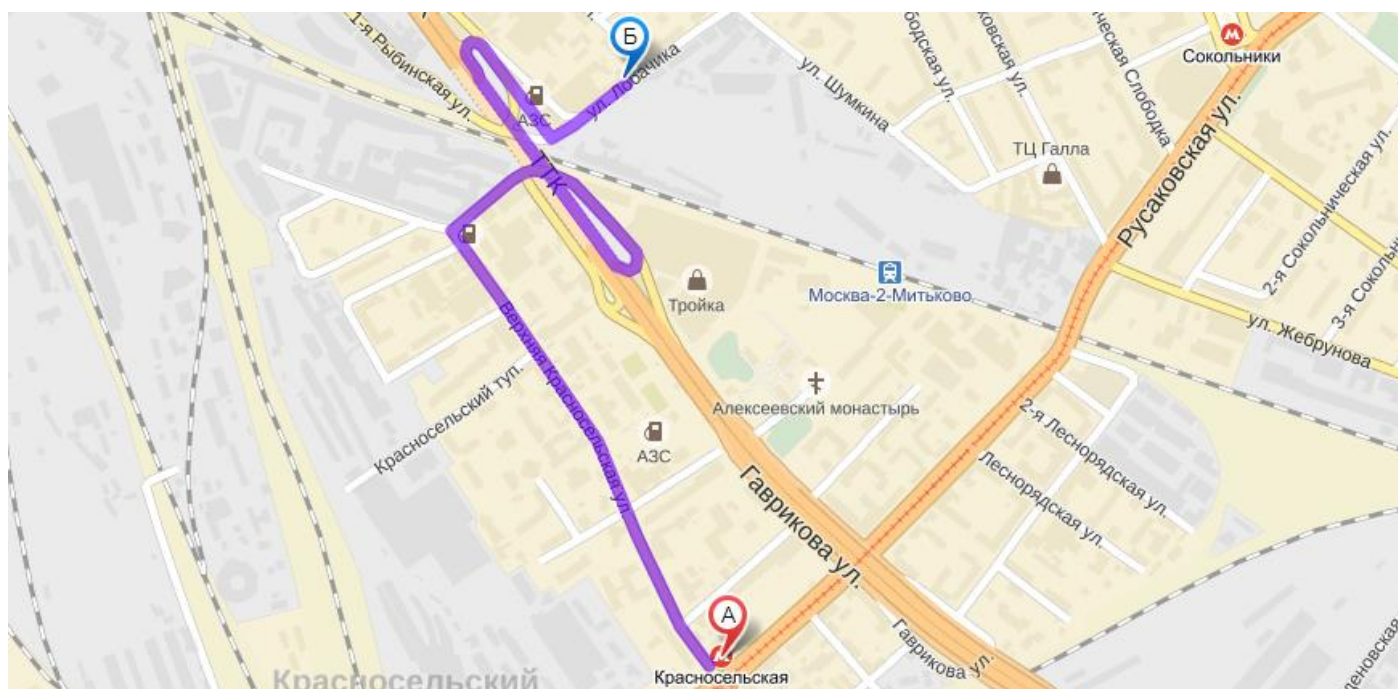 1-я Рыбинская ул.
АЗС
Б
ул. Лобачика
ул. Шумкина
М
Сокольники
ТЦ Галла
Русаковская ул.
2-я Сокольническая ул.
ТТК
Верхняя Красносельская ул.
Тройка
Москва-2-Митьково
ул. Жебрунова
Алексеевский монастырь
Красносельский туп.
АЗС
2-я Леснорядская ул.
Леснорядская ул.
Гаврикова ул.
А
Гаврикова ул.
Красносельская
Красносельский